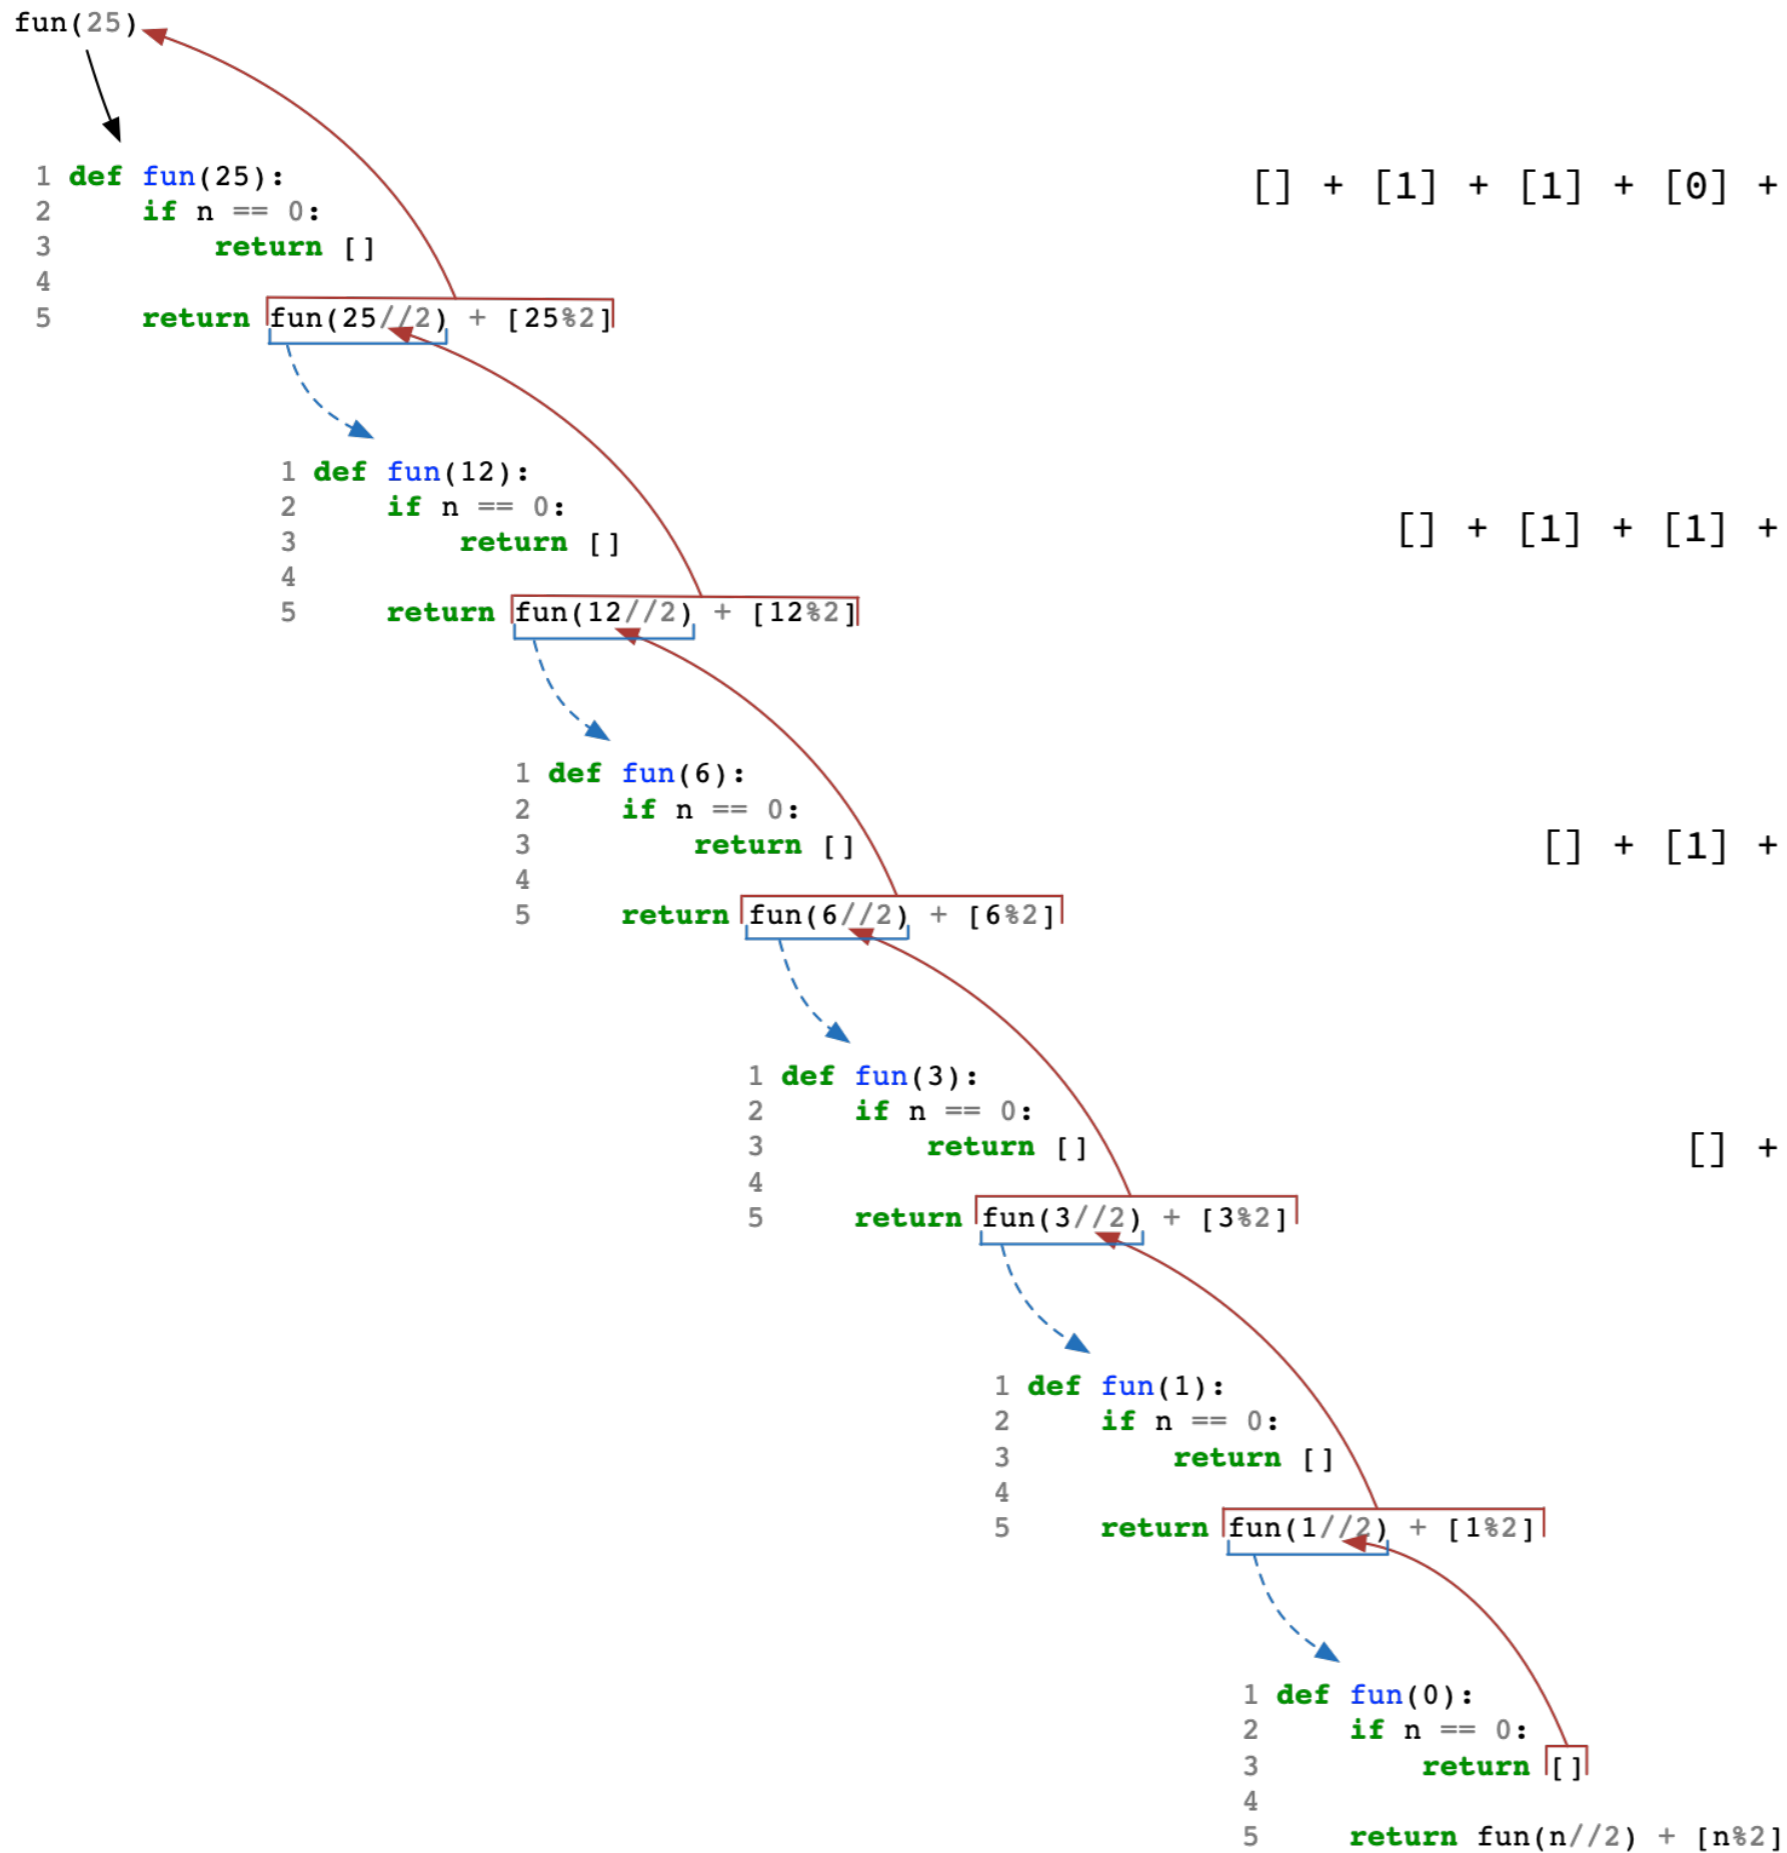 fun(25)
1 def fun(25):
2 if n == 0:
3 return []
4
5 return fun(25//2) + [25%2]
[] + [1] + [1] + [0] +
1 def fun(12):
2 if n == 0:
3 return []
4
5 return fun(12//2) + [12%2]
[] + [1] + [1] +
1 def fun(6):
2 if n == 0:
3 return []
4
5 return fun(6//2) + [6%2]
[] + [1] +
1 def fun(3):
2 if n == 0:
3 return []
4
5 return fun(3//2) + [3%2]
[] +
1 def fun(1):
2 if n == 0:
3 return []
4
5 return fun(1//2) + [1%2]
1 def fun(0):
2 if n == 0:
3 return []
4
5 return fun(n//2) + [n%2]